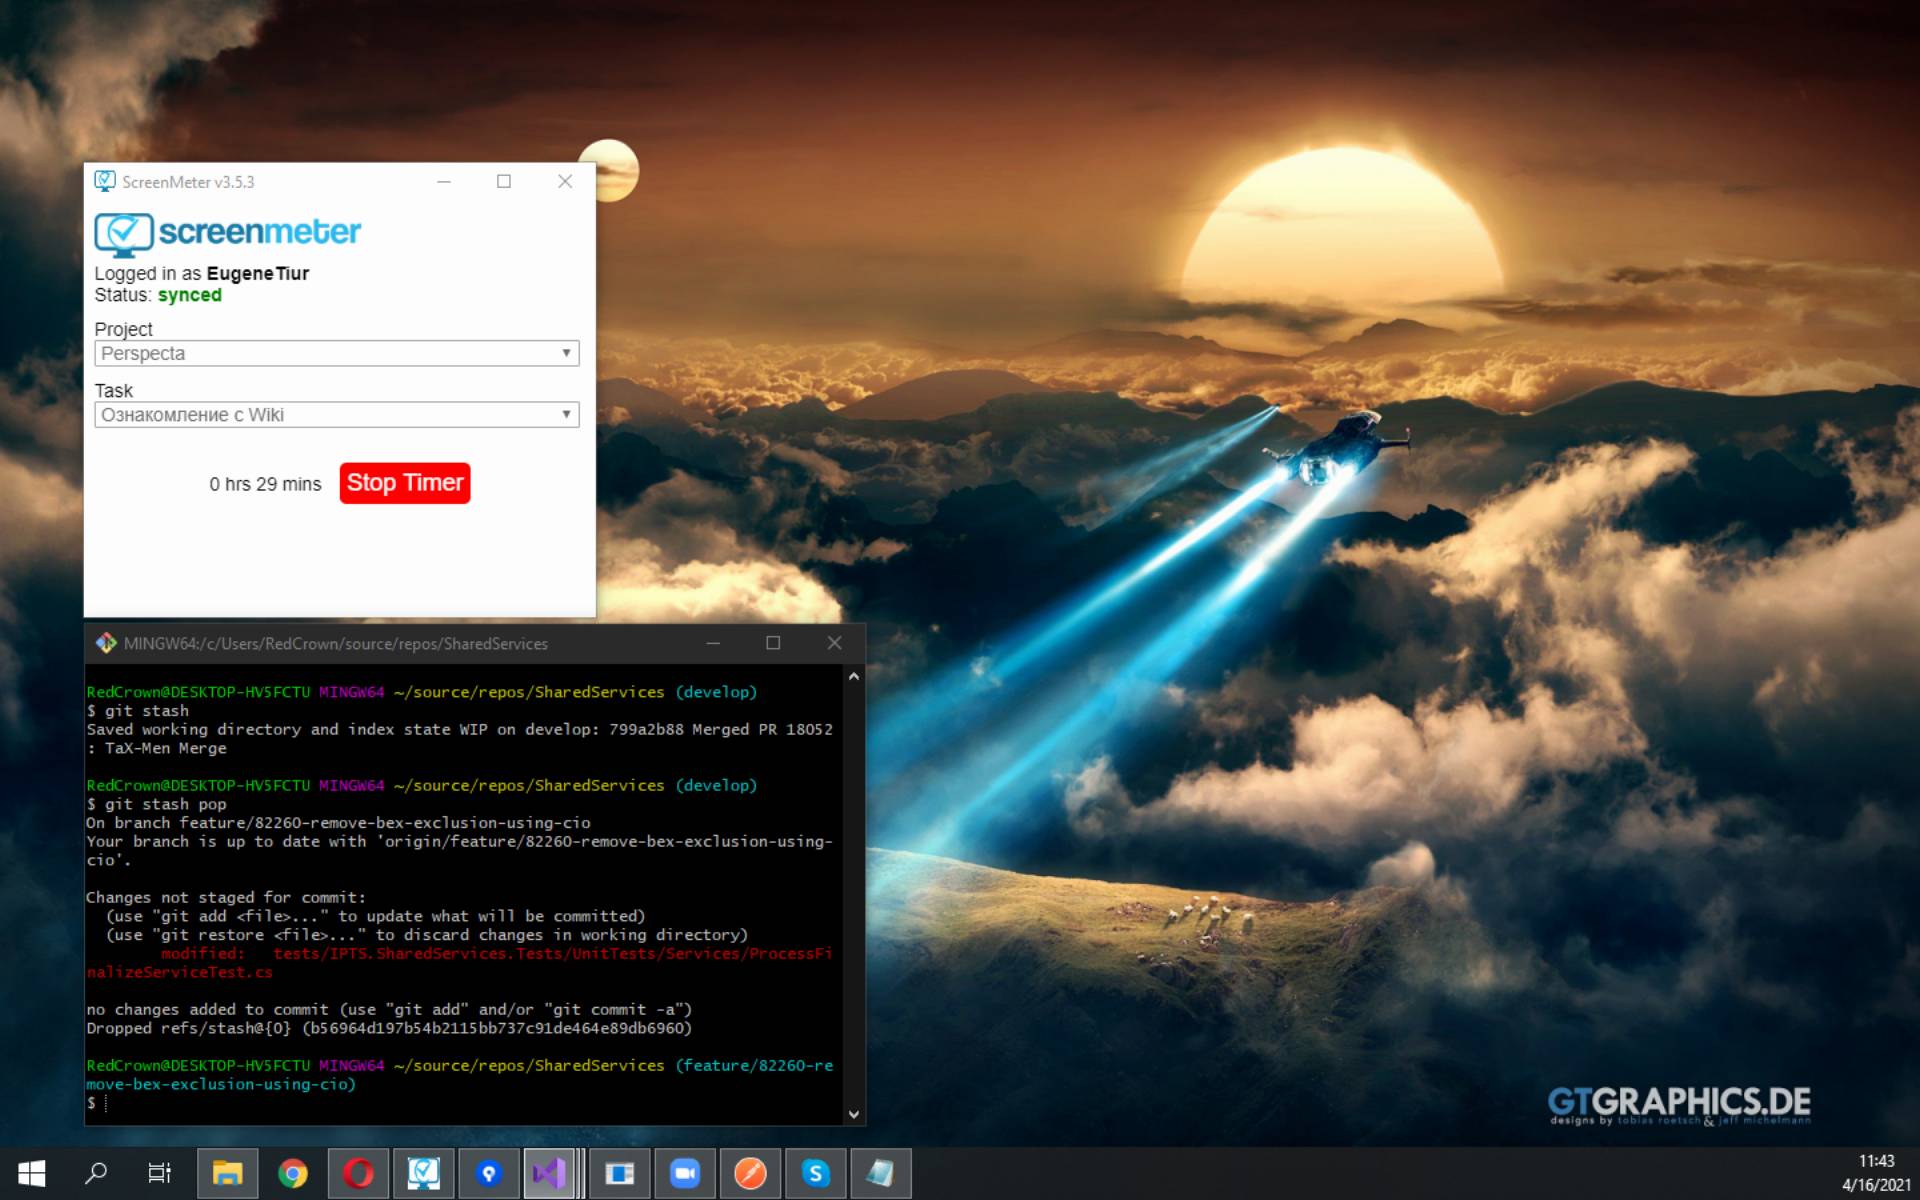 ScreenMeter v3.5.3
screenmeter
Logged in as EugeneTiur
Status: synced
Project
Perspecta
Task
Ознакомление с Wiki
0 hrs 29 mins
Stop Timer
MINGW64:/c/Users/RedCrown/source/repos/SharedServices
RedCrown@DESKTOP-HV5FCTU MINGW64 ~/source/repos/SharedServices (develop)
$ git stash
Saved working directory and index state WIP on develop: 799a2b88 Merged PR 18052
: TaX-Men Merge
RedCrown@DESKTOP-HV5FCTU MINGW64 ~/source/repos/SharedServices (develop)
$ git stash pop
On branch feature/82260-remove-bex-exclusion-using-cio
Your branch is up to date with 'origin/feature/82260-remove-bex-exclusion-using-
cio'.
Changes not staged for commit:
(use "git add <file>..." to update what will be committed)
(use "git restore <file>..." to discard changes in working directory)
modified: tests/IPTS.SharedServices.Tests/UnitTests/Services/ProcessFi
nalizeServiceTest.cs
no changes added to commit (use "git add" and/or "git commit -a")
Dropped refs/stash@{0} (b56964d197b54b2115bb737c91de464e89db6960)
RedCrown@DESKTOP-HV5FCTU MINGW64 ~/source/repos/SharedServices (feature/82260-re
move-bex-exclusion-using-cio)
$
GTGRAPHICS.DE
designs by tobias roetsch & jeff michelmann
11:43
4/16/2021